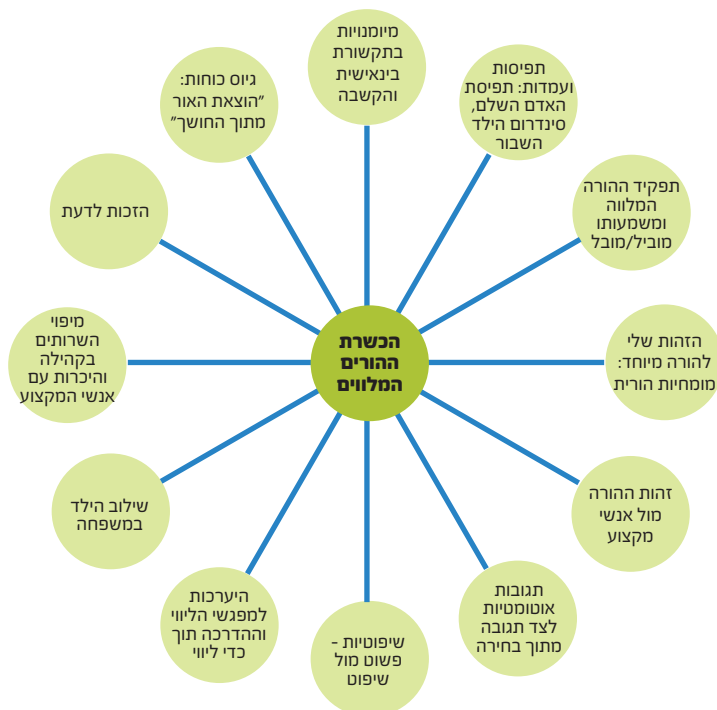 הכשרת
ההורים
המלווים
מיומנויות
בתקשורת
בינאישית
והקשבה
תפיסות
ועמדות: תפיסת
האדם השלם,
סינדרום הילד
השבור
תפקיד ההורה
המלווה
ומשמעותו
מוביל/מובל
הזהות שלי
להורה מיוחד:
מומחיות הורית
זהות ההורה
מול אנשי
מקצוע
תגובות
אוטומטיות
לצד תגובה
מתוך בחירה
שיפוטיות -
פשוט מול
שיפוט
היערכות
למפגשי הליווי
וההדרכה תוך
כדי ליווי
שילוב הילד
במשפחה
מיפוי
השרותים
בקהילה
והיכרות עם
אנשי המקצוע
הזכות לדעת
גיוס כוחות:
"הוצאת האור
מתוך החושך"